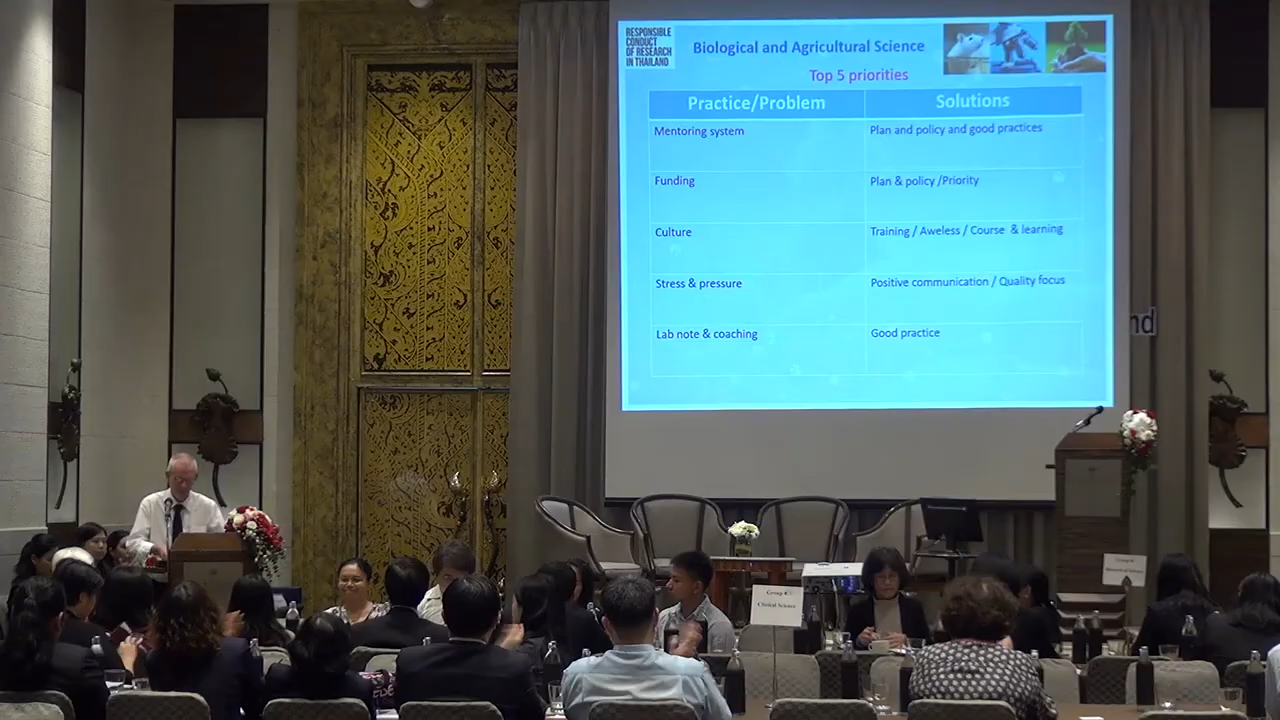 RESPONSIBLE
CONDUCT
OF RESEARCH
IN THAILAND
Biological and Agricultural Science
Top 5 priorities
Practice/Problem Solutions
Mentoring system Plan and policy and good practices
Funding Plan & policy /Priority
Culture Training / Aweless / Course & learning
Stress & pressure Positive communication / Quality focus
Lab note & coaching Good practice
nd
Clinical Science